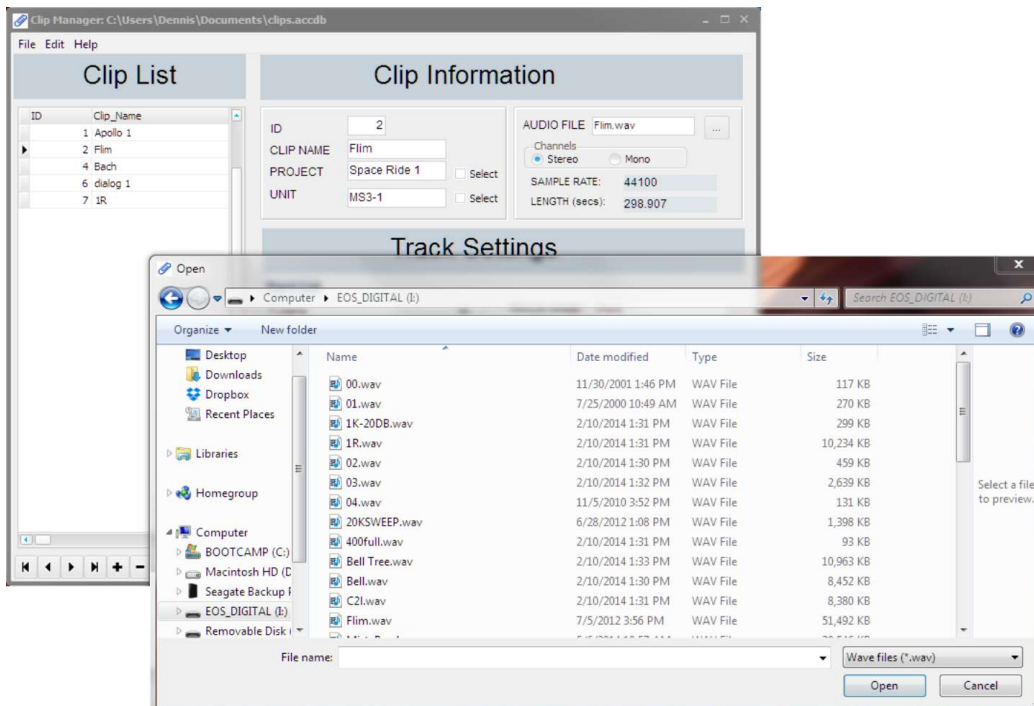 Clip Manager: C:\Users\Dennis\Documents\clips.accdb
File Edit Help
Clip List
ID Clip_Name
1 Apollo 1
2 Flim
4 Bach
6 dialog 1
7 1R
Clip Information
ID 2
CLIP NAME Flim
PROJECT Space Ride 1 Select
UNIT MS3-1 Select
AUDIO FILE Flim.wav ...
Channels
Stereo Mono
SAMPLE RATE: 44100
LENGTH (secs): 298.907
Track Settings
Open
Computer EOS_DIGITAL (I:) Search EOS_DIGITAL (I:)
Organize New folder
Desktop
Downloads
Dropbox
Recent Places
Libraries
Homegroup
Computer
BOOTCAMP (C:)
Macintosh HD (D
Seagate Backup
EOS_DIGITAL (I:)
Removable Disk (
Name Date modified Type Size
00.wav 11/30/2001 1:46 PM WAV File 117 KB
01.wav 7/25/2000 10:49 AM WAV File 270 KB
1K-20DB.wav 2/10/2014 1:31 PM WAV File 299 KB
1R.wav 2/10/2014 1:31 PM WAV File 10,234 KB
02.wav 2/10/2014 1:30 PM WAV File 459 KB
03.wav 2/10/2014 1:32 PM WAV File 2,639 KB
04.wav 11/5/2010 3:52 PM WAV File 131 KB
20KSWEEP.wav 6/28/2012 1:08 PM WAV File 1,398 KB
400full.wav 2/10/2014 1:31 PM WAV File 93 KB
Bell Tree.wav 2/10/2014 1:33 PM WAV File 10,963 KB
Bell.wav 2/10/2014 1:30 PM WAV File 8,452 KB
C2I.wav 2/10/2014 1:31 PM WAV File 8,380 KB
Flim.wav 7/5/2012 3:56 PM WAV File 51,492 KB
Select a file
to preview.
File name: Wave files (*.wav)
Open Cancel